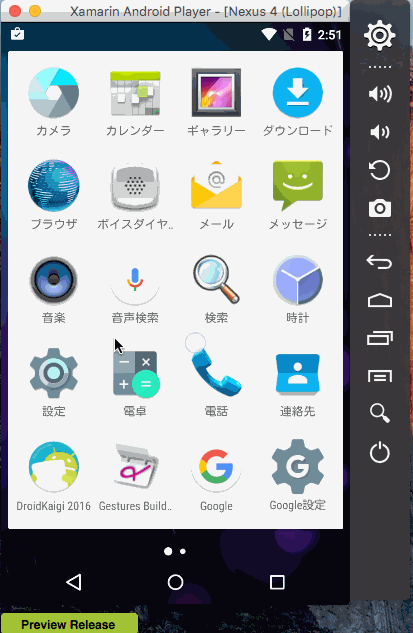 Xamarin Android Player - [Nexus 4 (Lollipop)]
2:51
カメラ カレンダー ギャラリー ダウンロード
ブラウザ ボイスダイヤ.. メール メッセージ
音楽 音声検索 検索 時計
設定 電卓 電話 連絡先
DroidKaigi 2016 Gestures Build.. Google Google設定
Preview Release